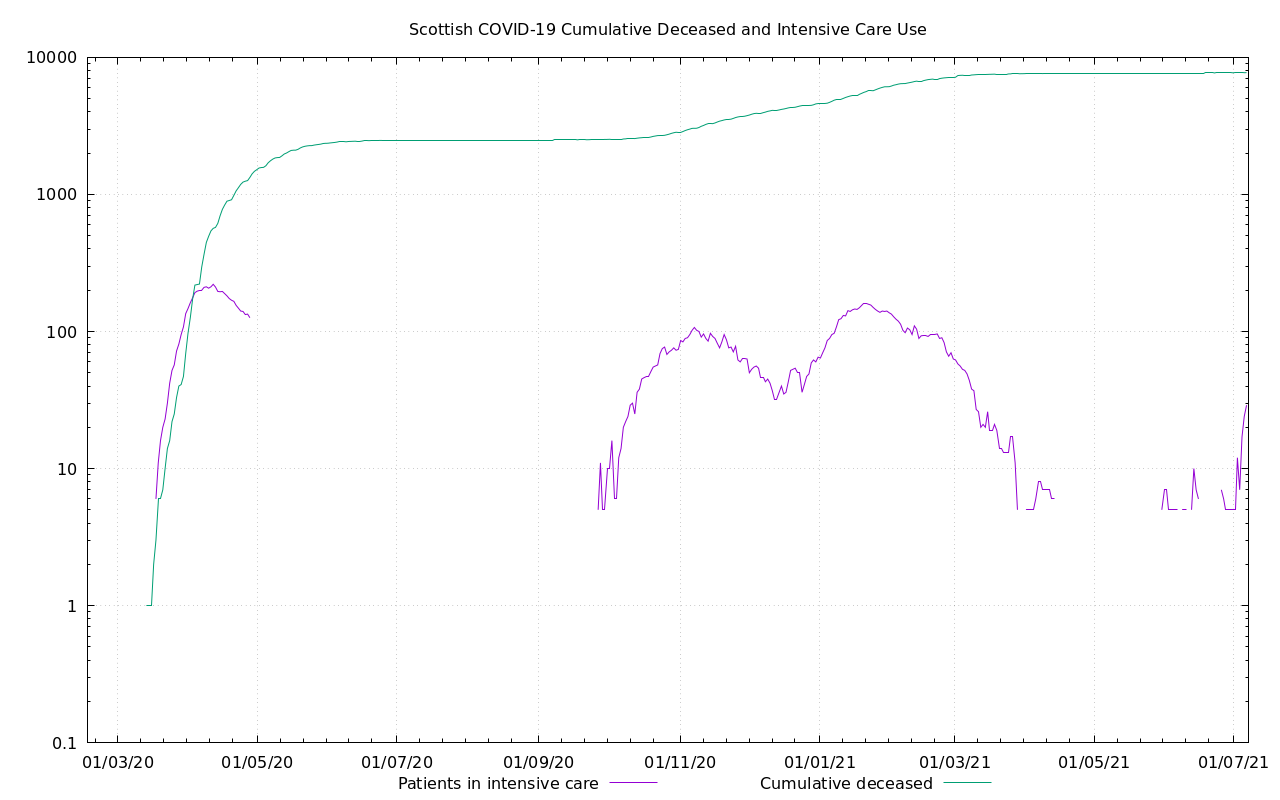 Scottish COVID-19 Cumulative Deceased and Intensive Care Use
10000
1000
100
10
1
0.1
01/03/20 01/05/20 01/07/20 01/09/20 01/11/20 01/01/21 01/03/21 01/05/21 01/07/21
Patients in intensive care Cumulative deceased